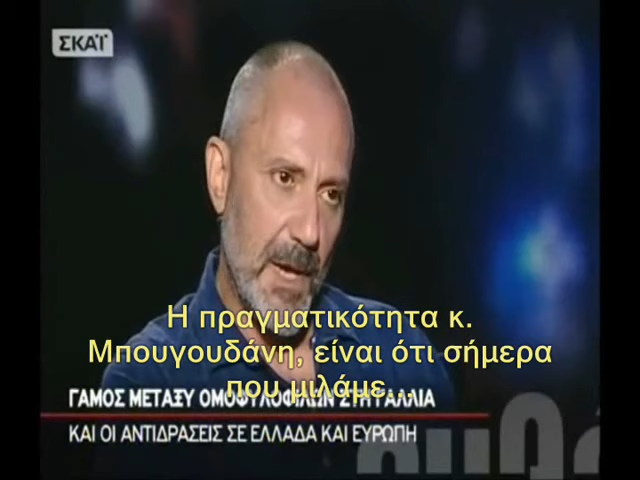 ΣΚΑΪ
Η πραγματικότητα κ.
Μπουγουδάνη, είναι ότι σήμερα
που μιλάμε...
ΓΑΜΟΣ ΜΕΤΑΞΥ ΟΜΟΦΥΛΟΦΙΛΩΝ ΣΤΗ ΓΑΛΛΙΑ
ΚΑΙ ΟΙ ΑΝΤΙΔΡΑΣΕΙΣ ΣΕ ΕΛΛΑΔΑ ΚΑΙ ΕΥΡΩΠΗ